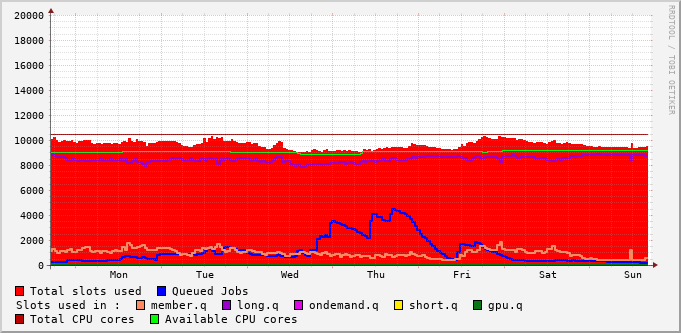 RRDTOOL / TOBI OETIKER
20000
18000
16000
14000
12000
10000
8000
6000
4000
2000
0
Mon Tue Wed Thu Fri Sat Sun
Total slots used Queued Jobs
Slots used in : member.q long.q ondemand.q short.q gpu.q
Total CPU cores Available CPU cores